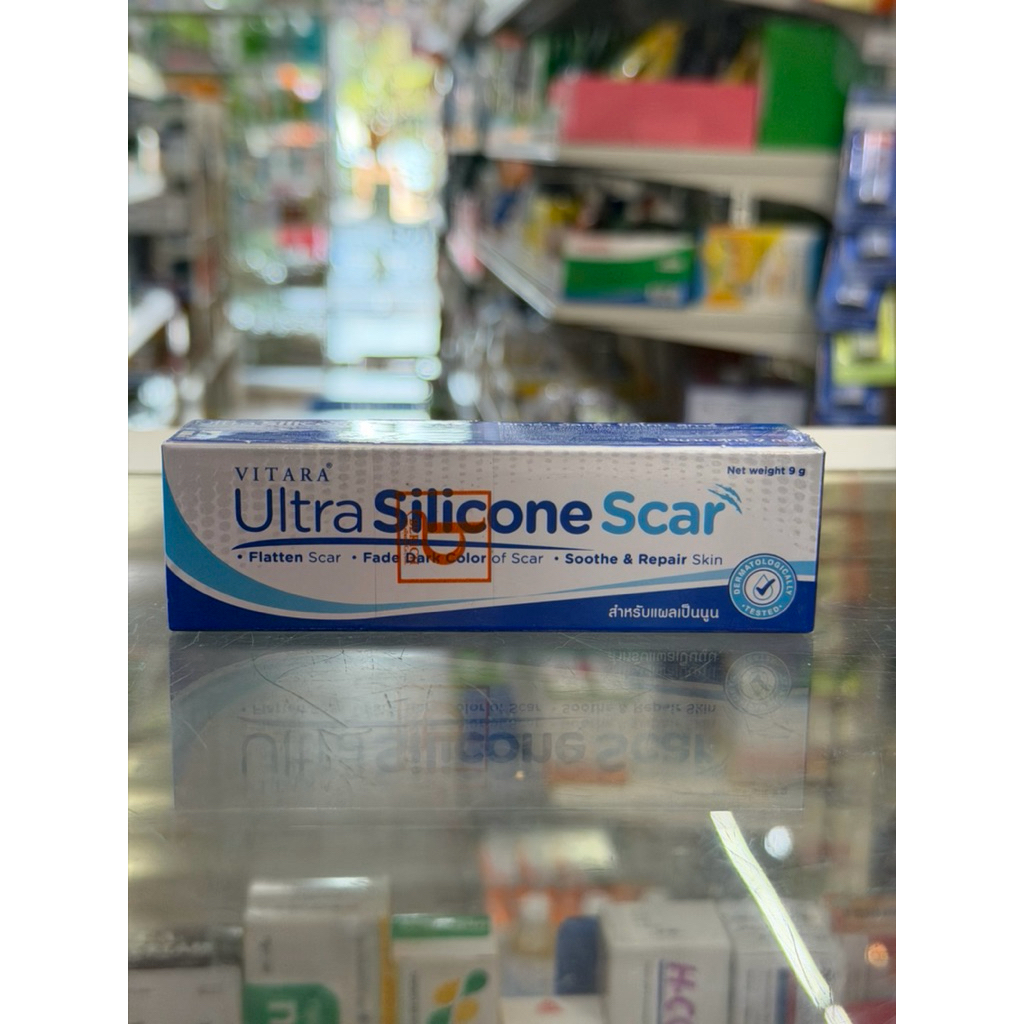 VITARA®
Net weight 9 g
Ultra Silicone Scar
• Flatten Scar • Fade Dark Color of Scar • Soothe & Repair Skin
DERMATOLOGICALLY
• TESTED •
สำหรับแผลเป็นนูน